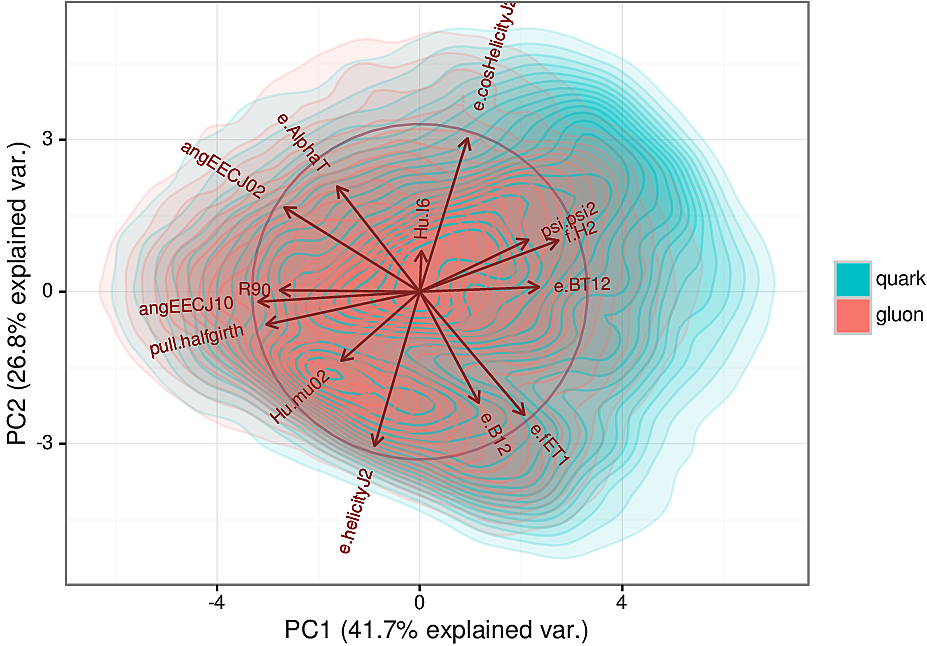 e.cosHelicityJ2
e.AlphaT
angEECJ02
Hu.I6
psi.psi2
f.H2
R90
e.BT12
angEECJ10
pull.halfgirth
Hu.mu02
e.B12
e.fET1
e.helicityJ2
3
0
-3
-4
0
4
PC1 (41.7% explained var.)
PC2 (26.8% explained var.)
quark
gluon